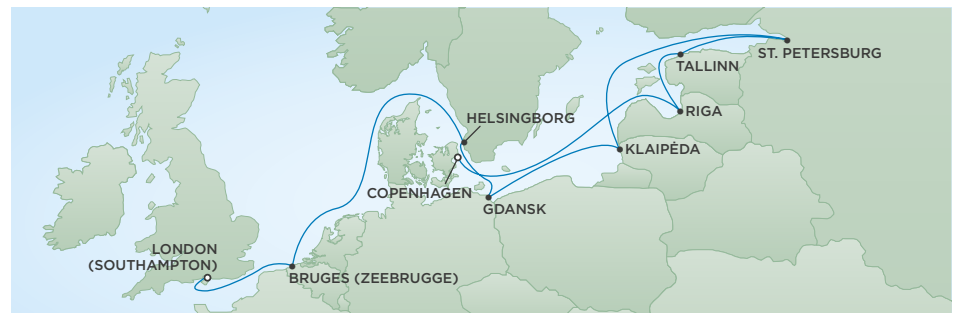 ST. PETERSBURG
TALLINN
RIGA
HELSINGBORG
KLAIPĖDA
COPENHAGEN
GDANSK
LONDON
(SOUTHAMPTON)
BRUGES (ZEEBRUGGE)